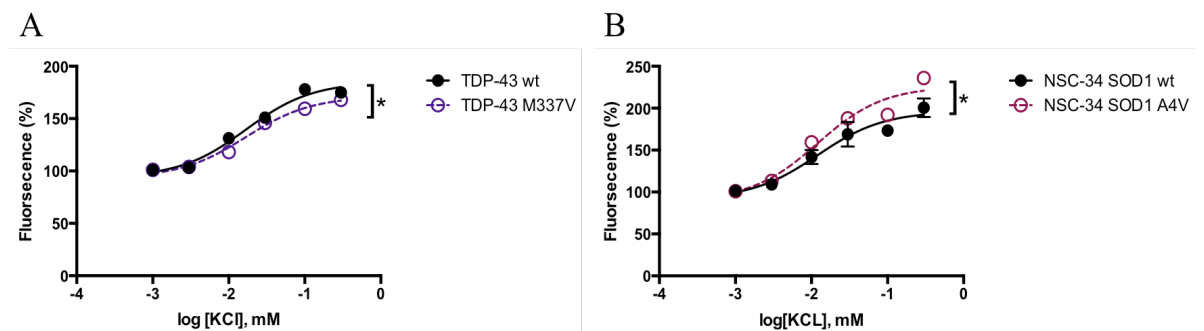 A
Fluorsecence (%)
200
150
100
50
0
-4 -3 -2 -1 0
log [KCl], mM
TDP-43 wt
TDP-43 M337V
*
B
Fluorsecence (%)
250
200
150
100
50
0
-4 -3 -2 -1 0
log[KCL], mM
NSC-34 SOD1 wt
NSC-34 SOD1 A4V
*